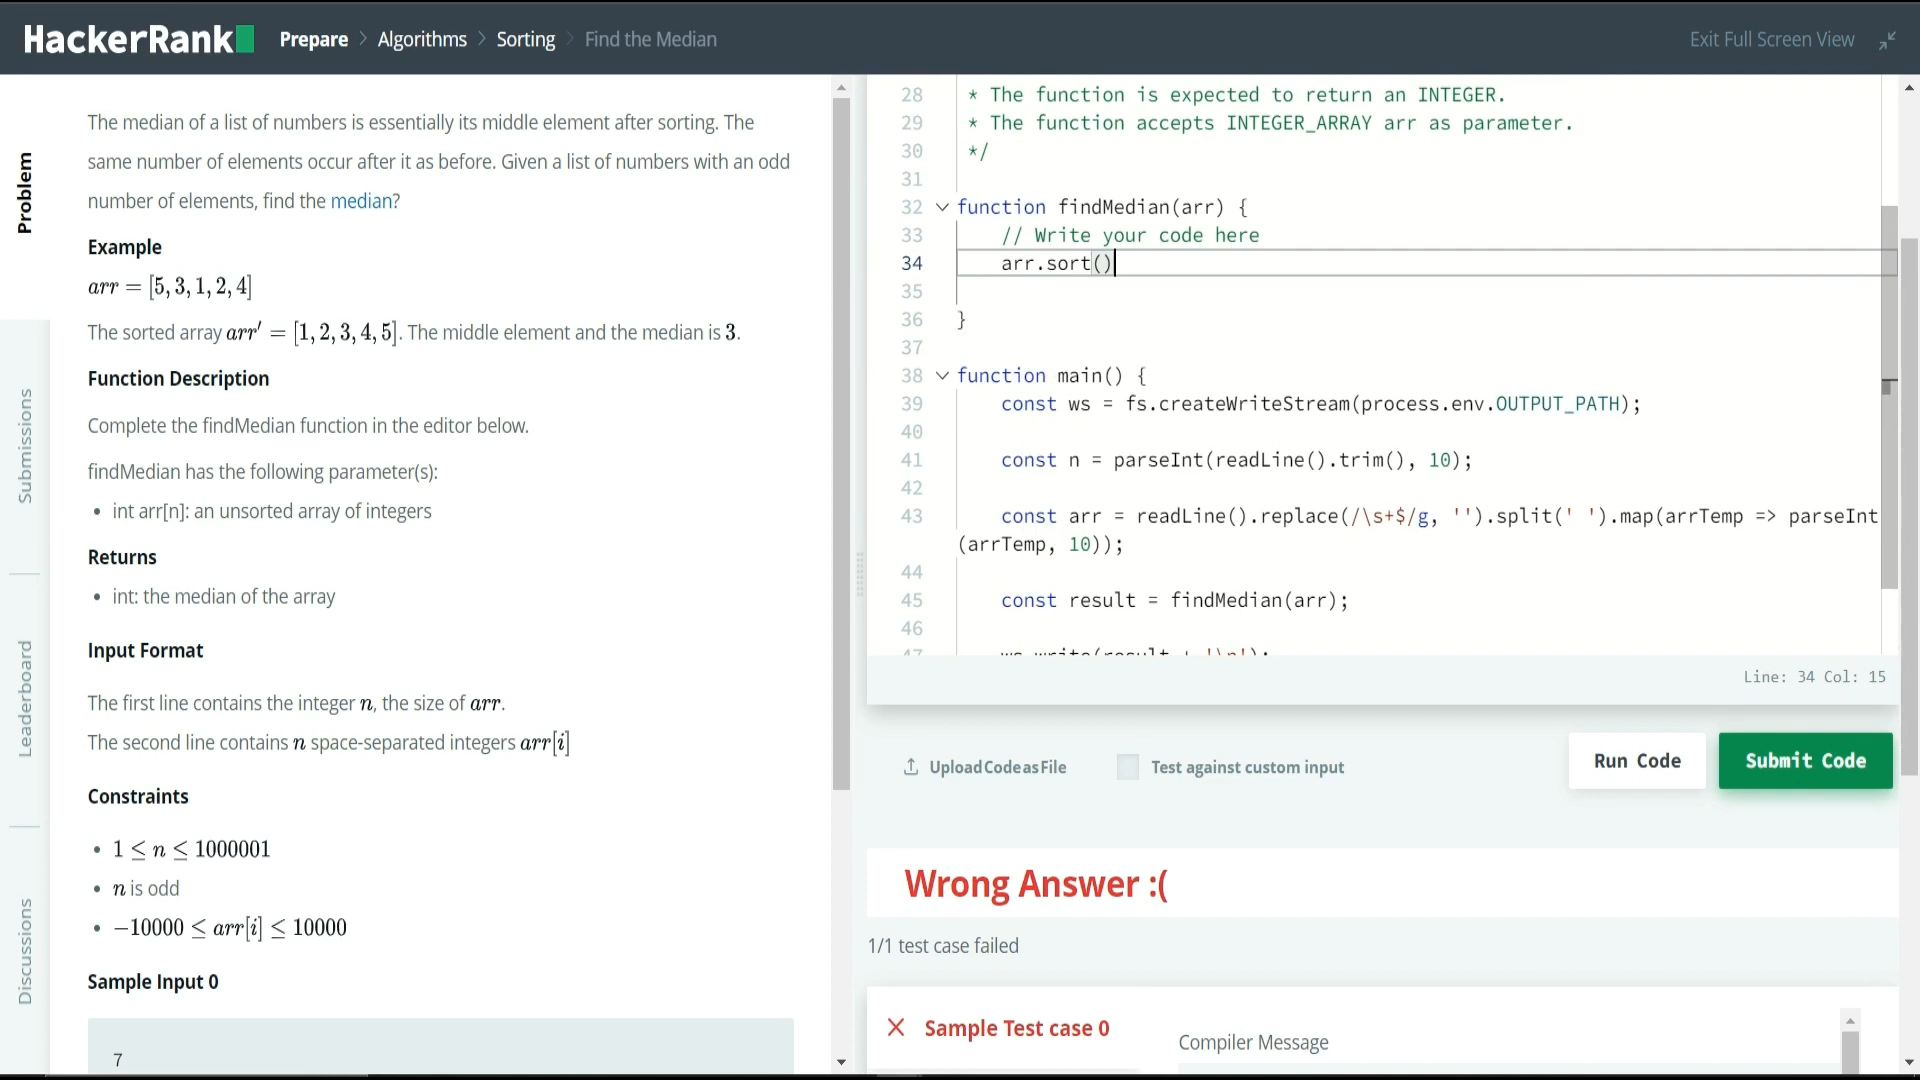 HackerRank Prepare > Algorithms > Sorting > Find the Median Exit Full Screen View
Problem
Submissions
Leaderboard
Discussions
The median of a list of numbers is essentially its middle element after sorting. The
same number of elements occur after it as before. Given a list of numbers with an odd
number of elements, find the median?
Example
arr = [5, 3, 1, 2, 4]
The sorted array arr′ = [1, 2, 3, 4, 5]. The middle element and the median is 3.
Function Description
Complete the findMedian function in the editor below.
findMedian has the following parameter(s):
• int arr[n]: an unsorted array of integers
Returns
• int: the median of the array
Input Format
The first line contains the integer n, the size of arr.
The second line contains n space-separated integers arr[i]
Constraints
• 1 ≤ n ≤ 1000001
• n is odd
• −10000 ≤ arr[i] ≤ 10000
Sample Input 0
7
28 * The function is expected to return an INTEGER.
29 * The function accepts INTEGER_ARRAY arr as parameter.
30 */
31
32 function findMedian(arr) {
33 // Write your code here
34 arr.sort()
35
36 }
37
38 function main() {
39 const ws = fs.createWriteStream(process.env.OUTPUT_PATH);
40
41 const n = parseInt(readLine().trim(), 10);
42
43 const arr = readLine().replace(/\s+$/g, '').split(' ').map(arrTemp => parseInt
(arrTemp, 10));
44
45 const result = findMedian(arr);
46
47 ws.write(result + '\n');
Line: 34 Col: 15
Upload Code as File
Test against custom input
Run Code
Submit Code
Wrong Answer :(
1/1 test case failed
Sample Test case 0
Compiler Message